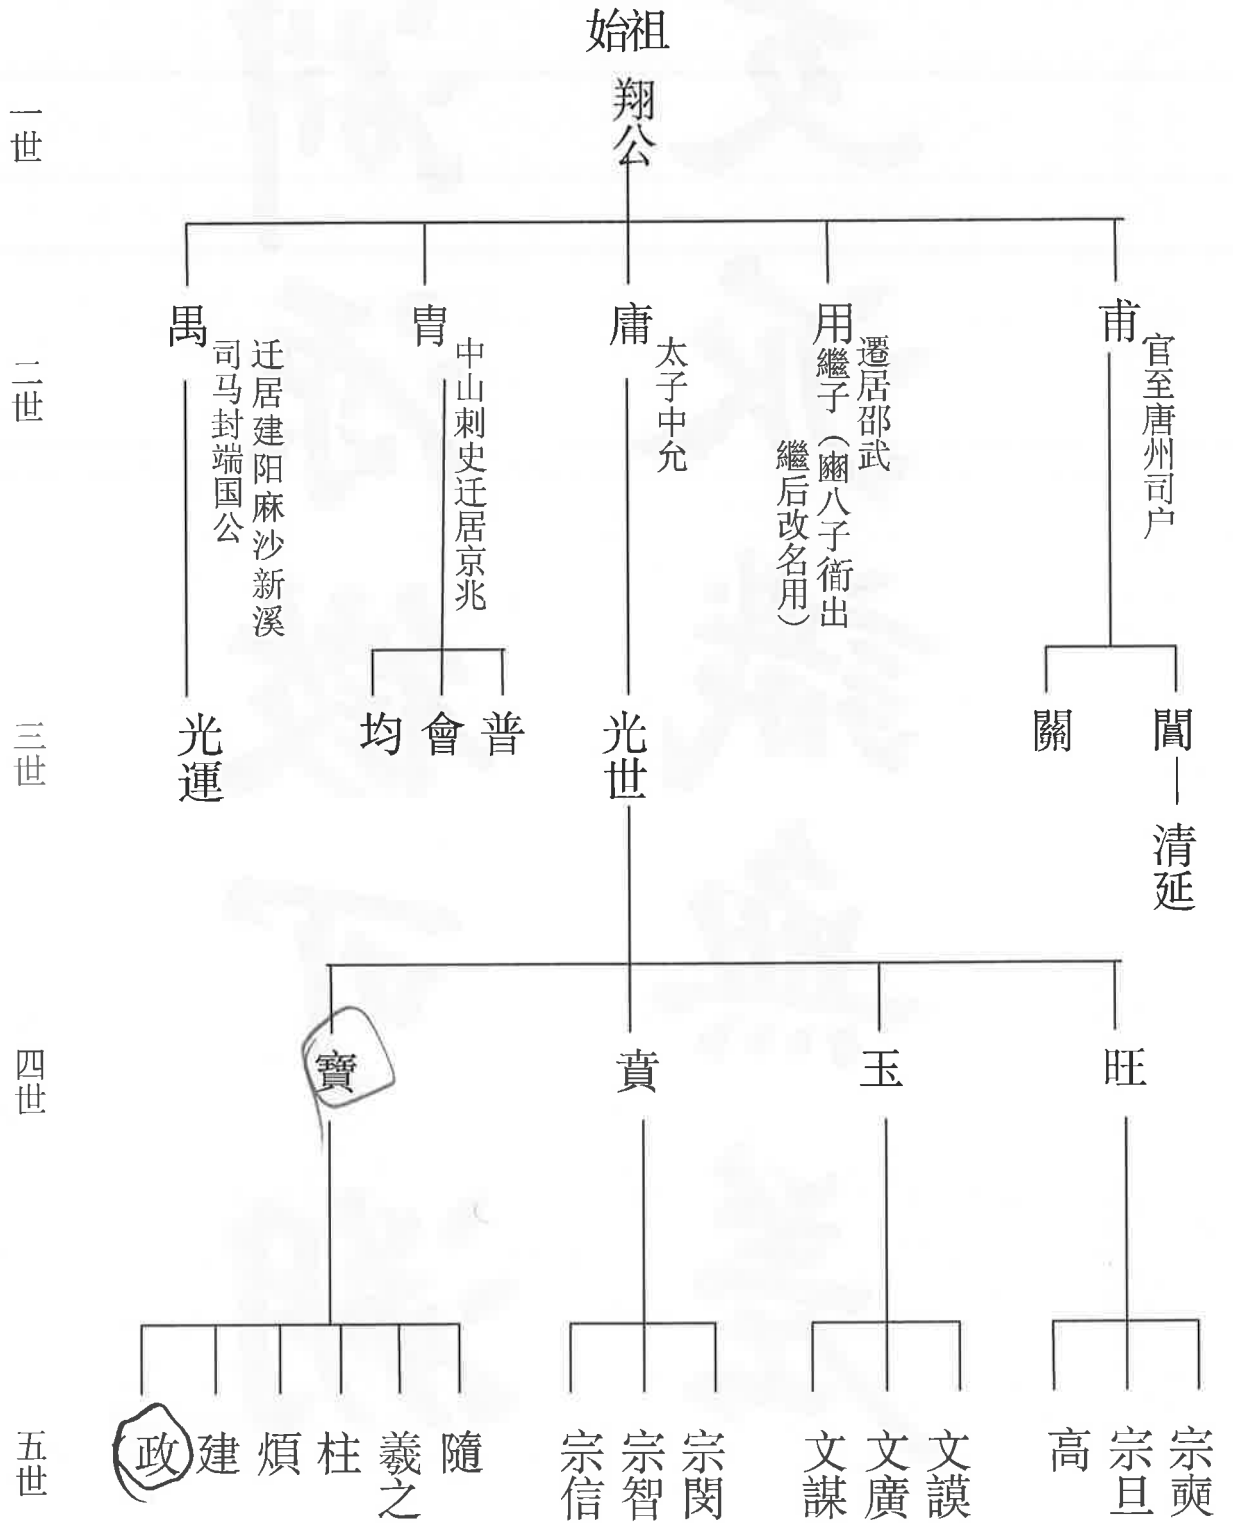 始祖
翔公
一世
二世
甫
官至唐州司户
用
遷居邵武
繼子（爾八子衙出
繼后改名用）
庸
太子中允
胄
中山刺史迁居京兆
禺
迁居建阳麻沙新溪
司马封端国公
三世
閶
清延
關
光世
普
會
均
光運
四世
旺
玉
賁
寶
五世
宗奭
宗旦
高
文謨
文廣
文謀
宗閔
宗智
宗信
隨
羲之
柱
煩
建
政